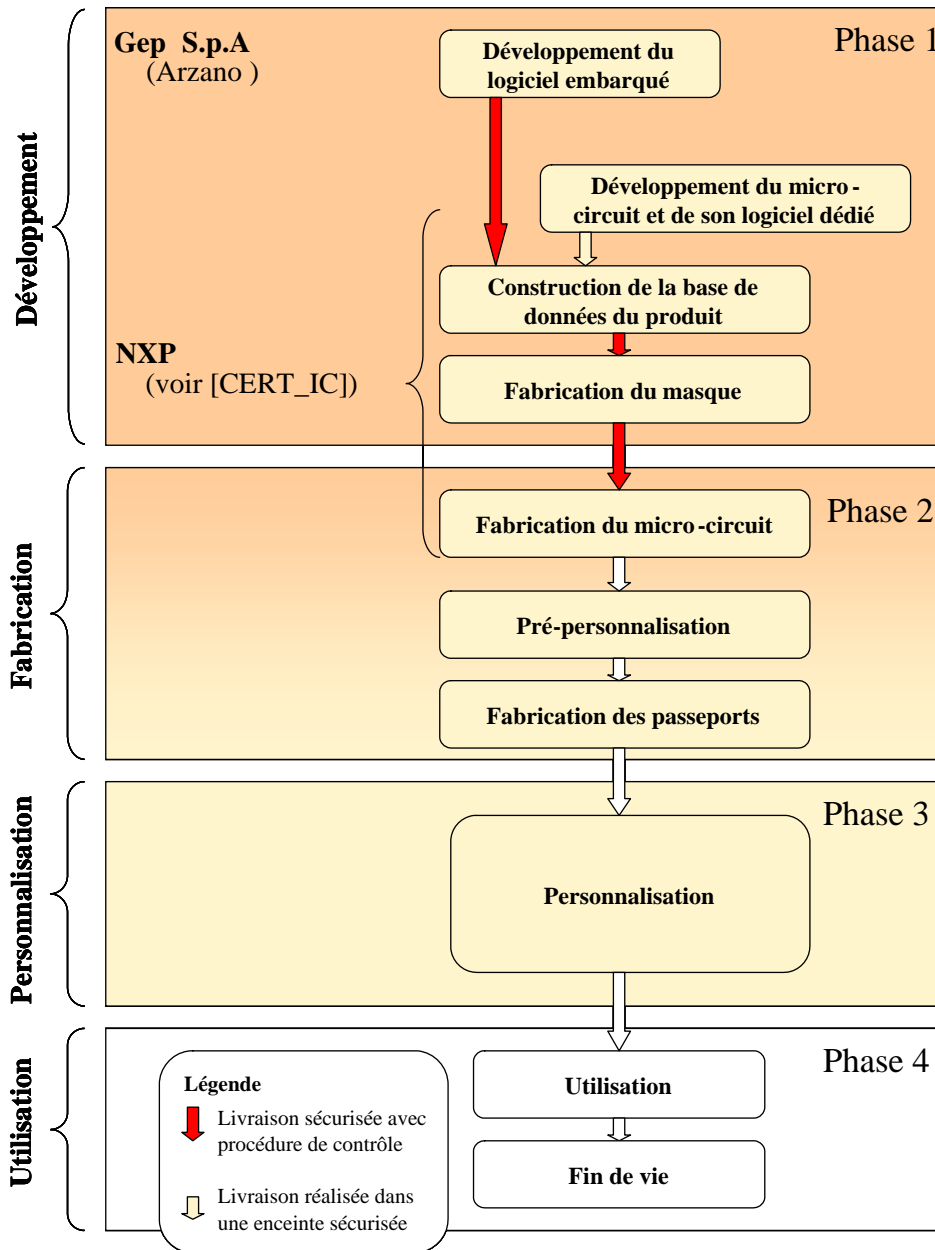 Gep S.p.A
(Arzano )
Développement du
logiciel embarqué
Phase 1
Développement
Développement du micro-
circuit et de son logiciel dédié
Construction de la base de
données du produit
NXP
(voir [CERT_IC])
Fabrication du masque
Phase 2
Fabrication
Fabrication du micro-circuit
Pré-personnalisation
Fabrication des passeports
Phase 3
Personnalisation
Personnalisation
Phase 4
Utilisation
Légende
Livraison sécurisée avec
procédure de contrôle
Livraison réalisée dans
une enceinte sécurisée
Utilisation
Fin de vie